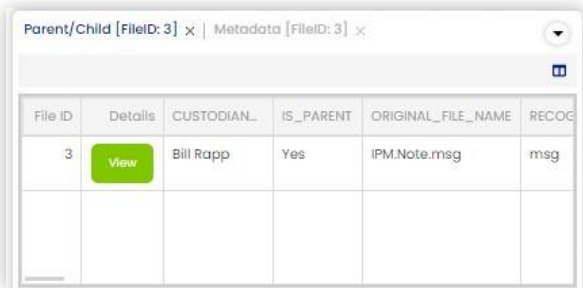 Parent/Child [FileID: 3] × | Metadata [FileID: 3] ×
File ID Details CUSTODIAN... IS_PARENT ORIGINAL_FILE_NAME RECOG
3 View Bill Rapp Yes IPM.Note.msg msg